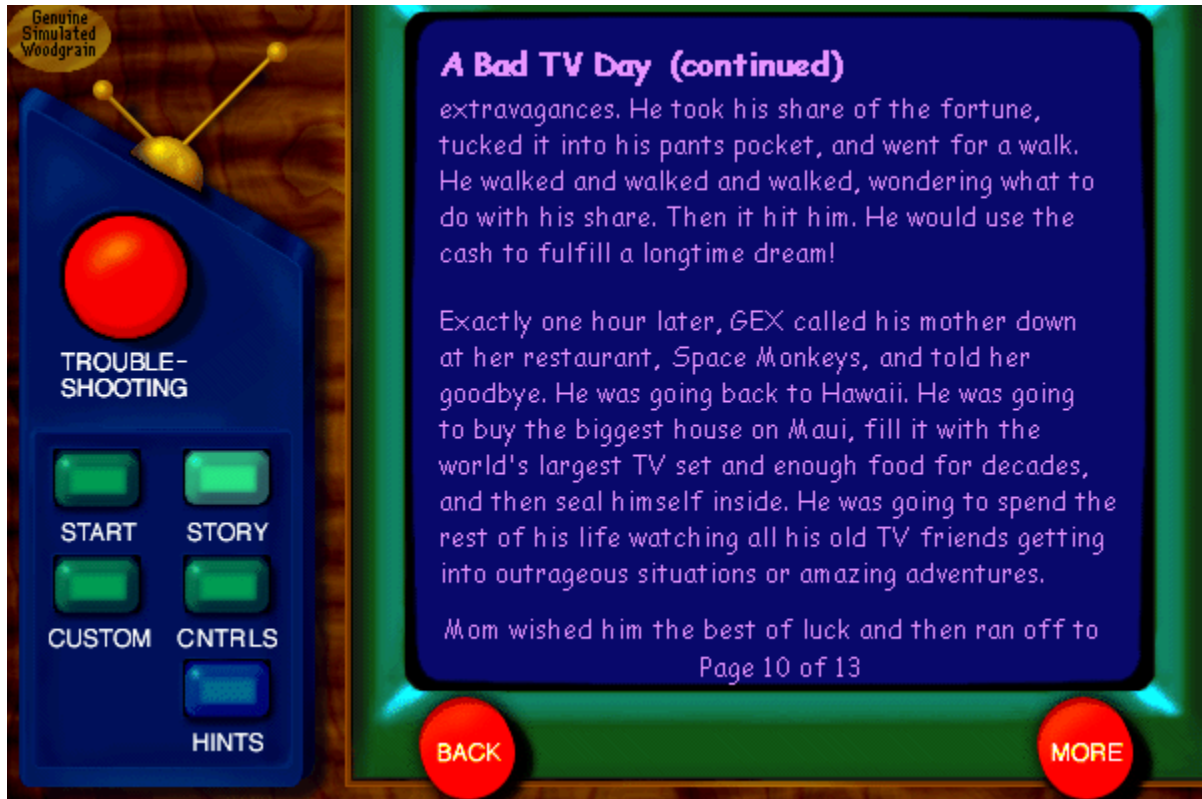 Genuine
Simulated
Woodgrain
TROUBLE-
SHOOTING
START
STORY
CUSTOM
CNTRLS
HINTS
A Bad TV Day (continued)
extravagances. He took his share of the fortune,
tucked it into his pants pocket, and went for a walk.
He walked and walked and walked, wondering what to
do with his share. Then it hit him. He would use the
cash to fulfill a longtime dream!
Exactly one hour later, GEX called his mother down
at her restaurant, Space Monkeys, and told her
goodbye. He was going back to Hawaii. He was going
to buy the biggest house on Maui, fill it with the
world's largest TV set and enough food for decades,
and then seal himself inside. He was going to spend the
rest of his life watching all his old TV friends getting
into outrageous situations or amazing adventures.
Mom wished him the best of luck and then ran off to
Page 10 of 13
BACK
MORE